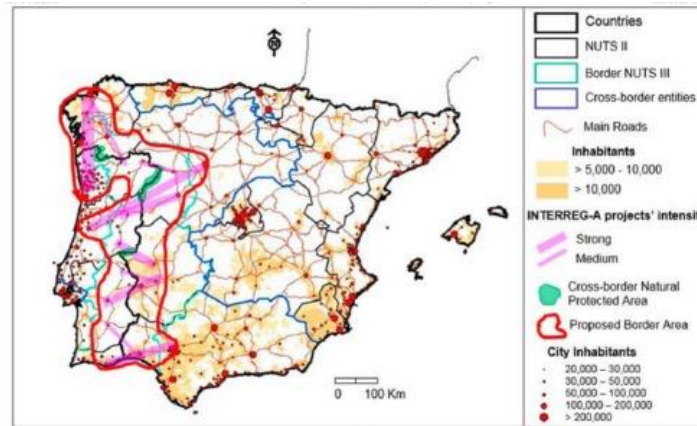 Countries
NUTS II
Border NUTS III
Cross-border entities
Main Roads
Inhabitants
> 5,000 - 10,000
> 10,000
INTERREG-A projects' intensi
Strong
Medium
Cross-border Natural
Protected Area
Proposed Border Area
City Inhabitants
20,000 – 30,000
30,000 – 50,000
50,000 – 100,000
100,000 – 200,000
> 200,000
0 100 Km